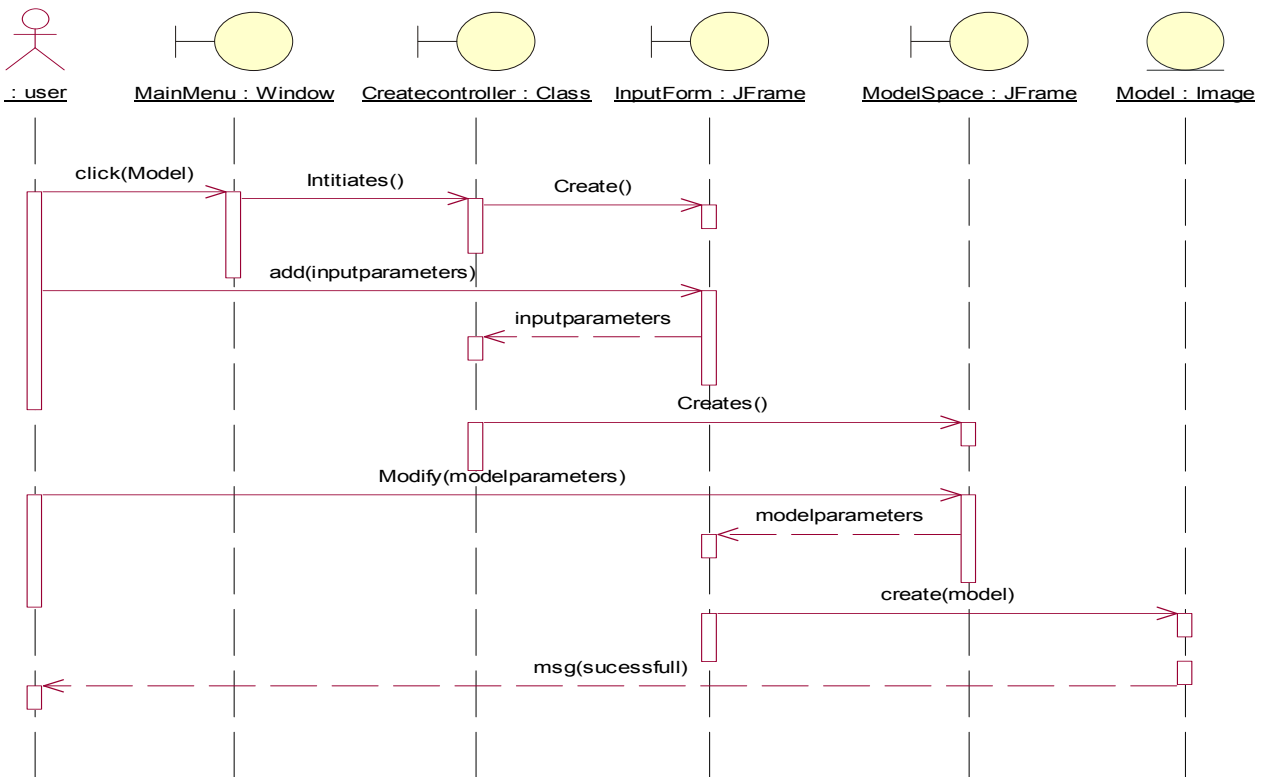 : user
MainMenu : Window
Createcontroller : Class
InputForm : JFrame
ModelSpace : JFrame
Model : Image
click(Model)
Intitiates()
Create()
add(inputparameters)
inputparameters
Creates()
Modify(modelparameters)
modelparameters
create(model)
msg(sucessfull)